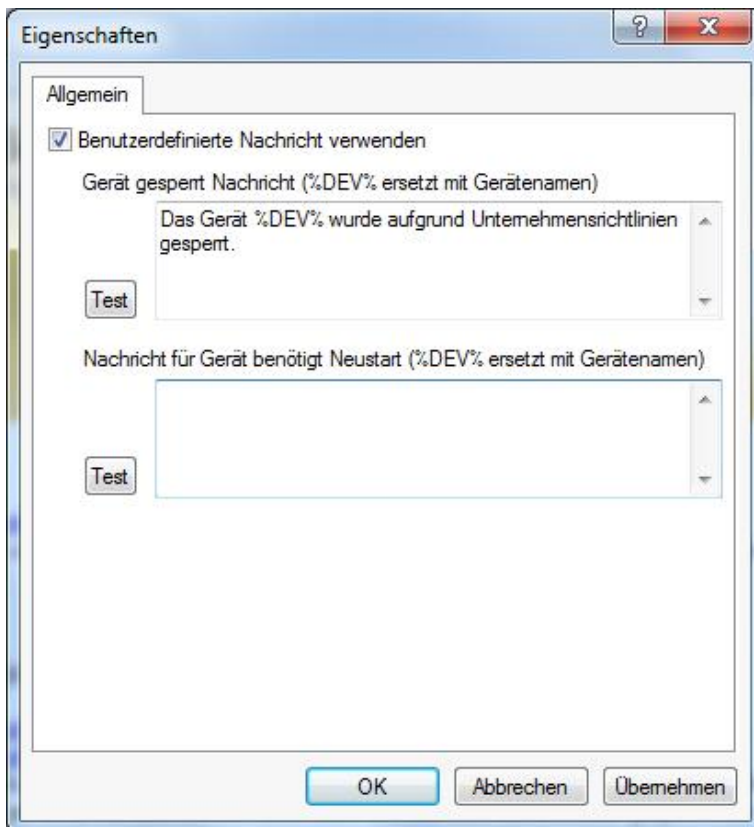 Eigenschaften
Allgemein
Benutzerdefinierte Nachricht verwenden
Gerät gesperrt Nachricht (%DEV% ersetzt mit Gerätenamen)
Das Gerät %DEV% wurde aufgrund Unternehmensrichtlinien
gesperrt.
Test
Nachricht für Gerät benötigt Neustart (%DEV% ersetzt mit Gerätenamen)
Test
OK Abbrechen Übernehmen